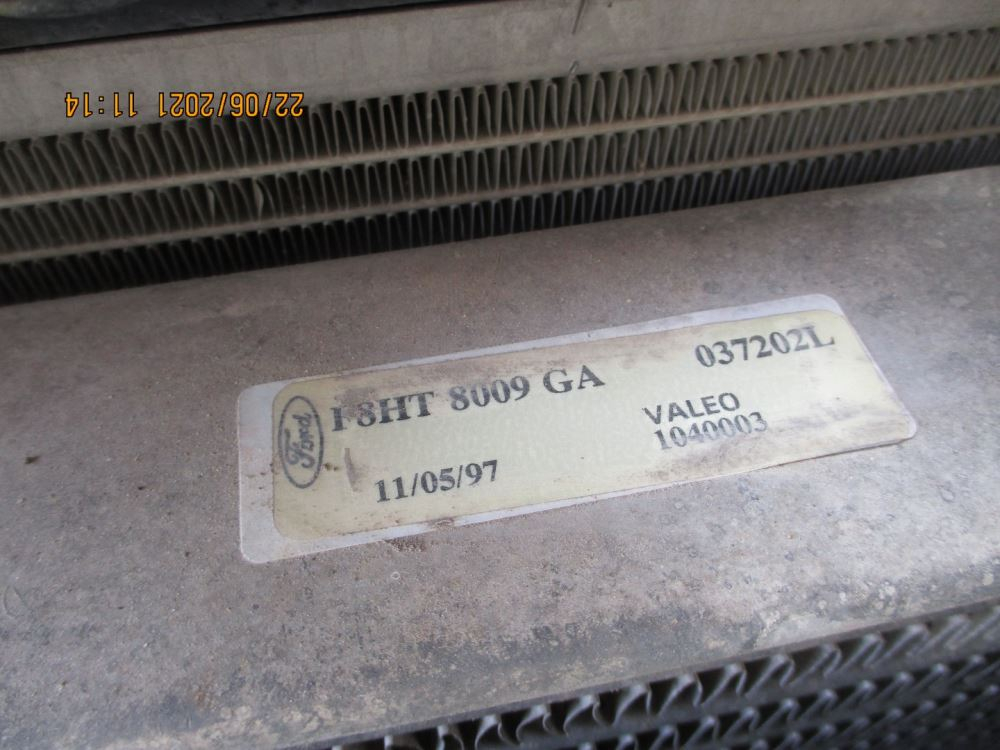 22/06/2021 11:14
F8HT 8009 GA 037202L
Ford
VALEO
11/05/97 1040003